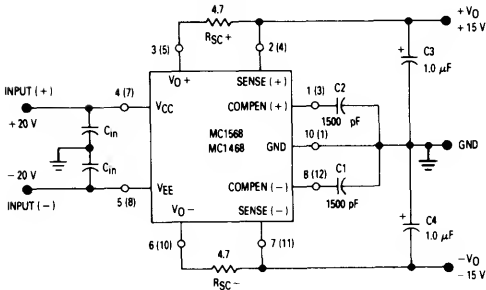 4.7
+VO
+15 V
3 (5)
RSC+
2 (4)
C3
1.0 µF
+
VO+
SENSE (+)
INPUT (+)
4 (7)
1 (3)
C2
VCC
COMPEN (+)
+20 V
Cin
1500 pF
MC1568
10 (1)
GND
MC1468
GND
Cin
8 (12)
C1
-20 V
VEE
COMPEN (-)
1500 pF
INPUT (-)
5 (8)
VO-
SENSE (-)
+
C4
1.0 µF
6 (10)
4.7
7 (11)
-VO
-15 V
RSC-